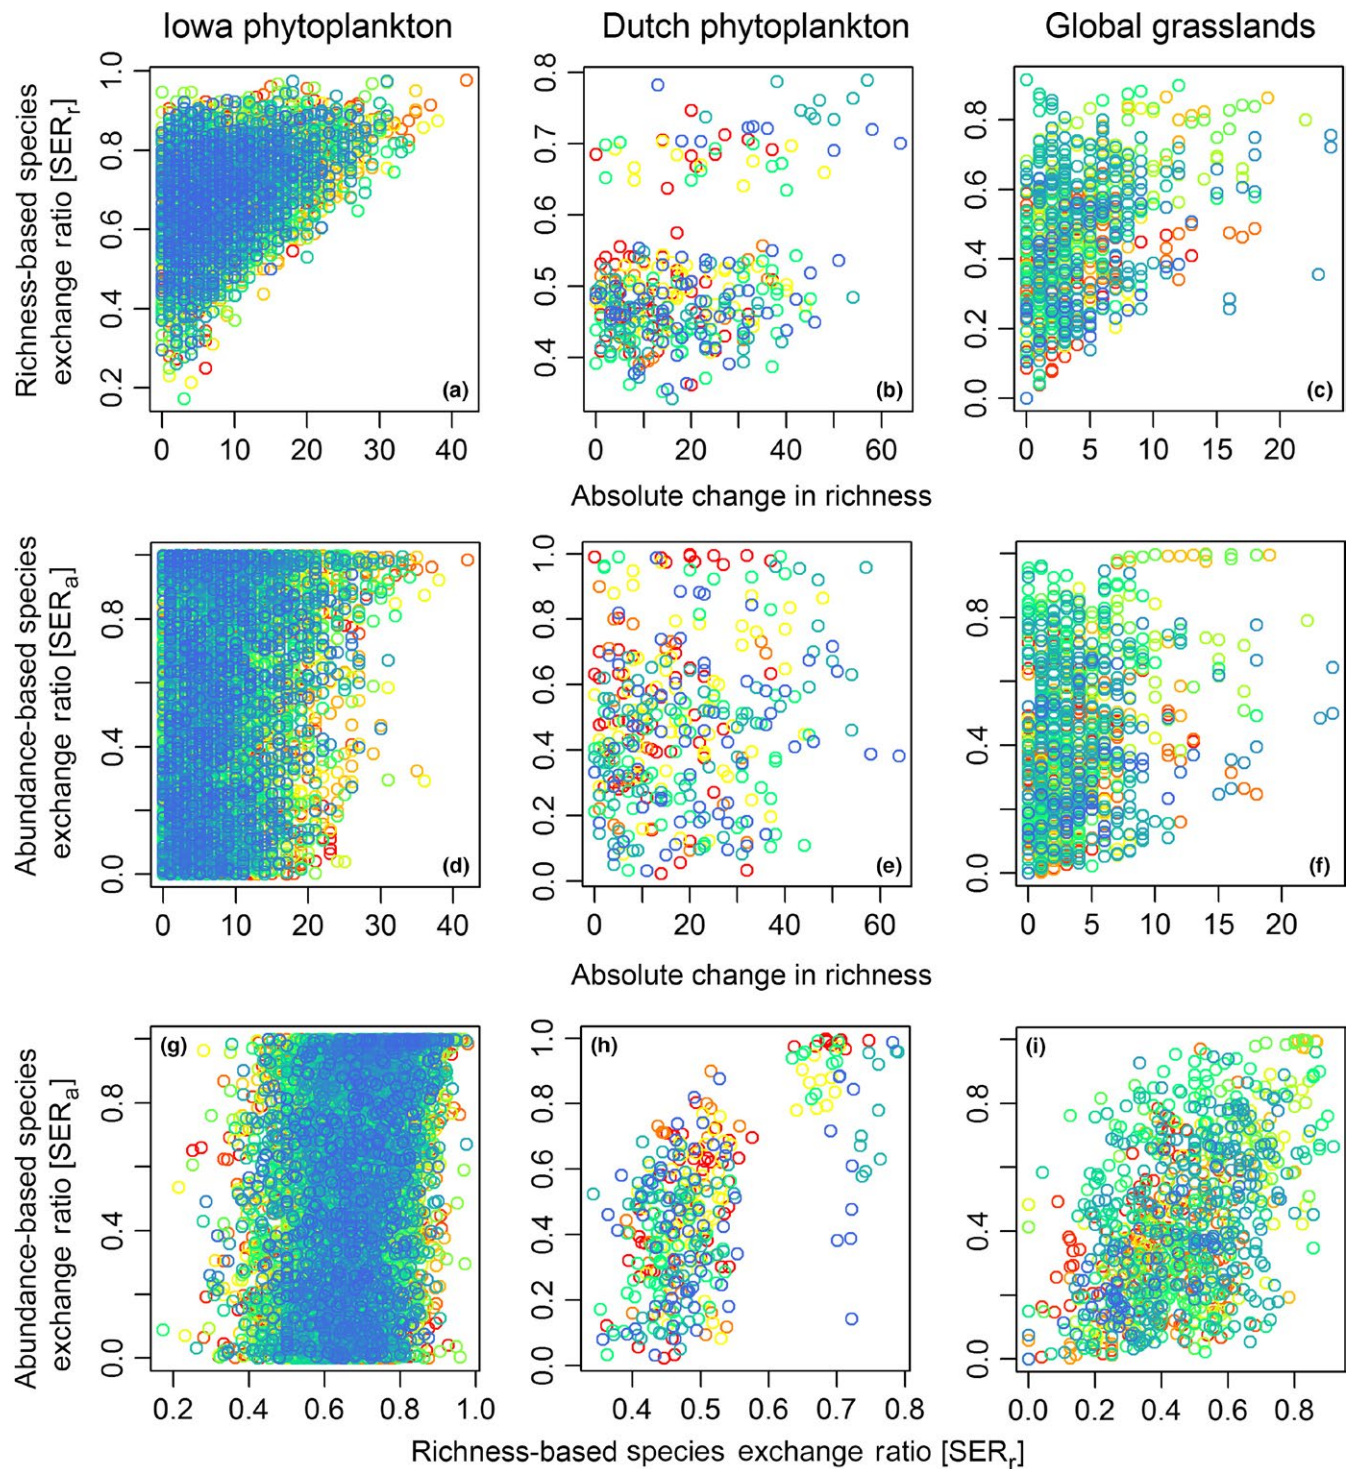 Iowa phytoplankton
Dutch phytoplankton
Global grasslands
Richness-based species
exchange ratio [SERr]
1.0
0.8
0.6
0.4
0.2
0 10 20 30 40
(a)
0.8
0.7
0.6
0.5
0.4
0 20 40 60
(b)
0.8
0.6
0.4
0.2
0.0
0 5 10 15 20
(c)
Absolute change in richness
Abundance-based species
exchange ratio [SERa]
0.8
0.4
0.0
0 10 20 30 40
(d)
1.0
0.8
0.6
0.4
0.2
0.0
0 20 40 60
(e)
0.8
0.4
0.0
0 5 10 15 20
(f)
Absolute change in richness
Abundance-based species
exchange ratio [SERa]
(g)
0.8
0.4
0.0
0.2 0.4 0.6 0.8 1.0
(h)
1.0
0.8
0.6
0.4
0.2
0.0
0.4 0.5 0.6 0.7 0.8
(i)
0.8
0.4
0.0
0.0 0.2 0.4 0.6 0.8
Richness-based species exchange ratio [SERr]